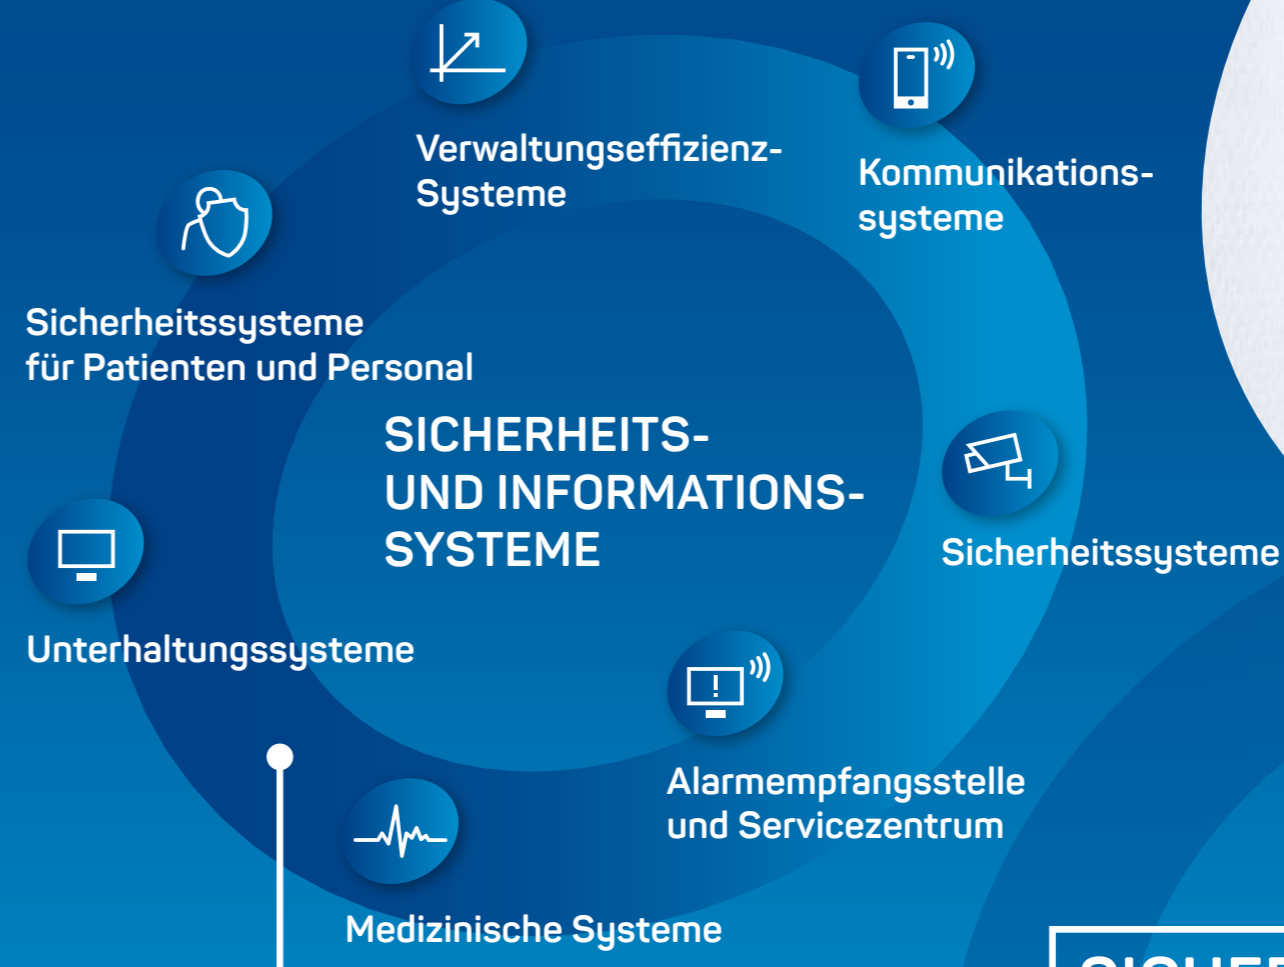 Verwaltungseffizienz-
Systeme
Kommunikations-
systeme
Sicherheitssysteme
für Patienten und Personal
SICHERHEITS-
UND INFORMATIONS-
SYSTEME
Sicherheitssysteme
Unterhaltungssysteme
!
Alarmempfangsstelle
und Servicezentrum
Medizinische Systeme